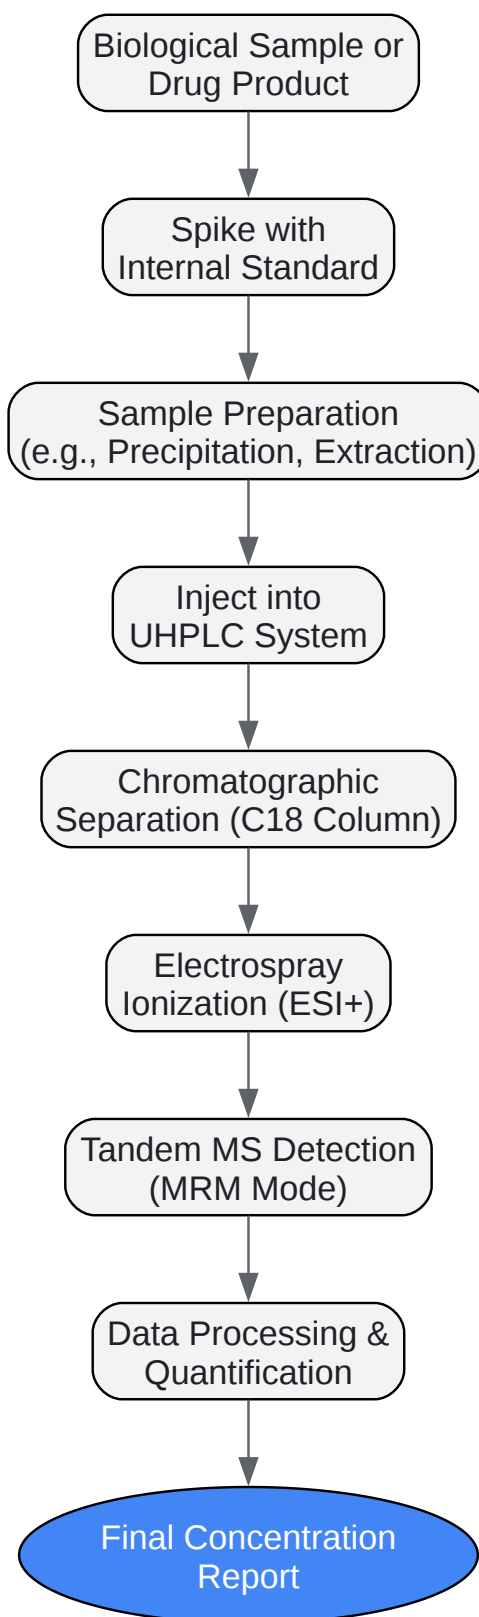 Biological Sample or
Drug Product
Spike with
Internal Standard
Sample Preparation
(e.g., Precipitation, Extraction)
Inject into
UHPLC System
Chromatographic
Separation (C18 Column)
Electrospray
Ionization (ESI+)
Tandem MS Detection
(MRM Mode)
Data Processing &
Quantification
Final Concentration
Report